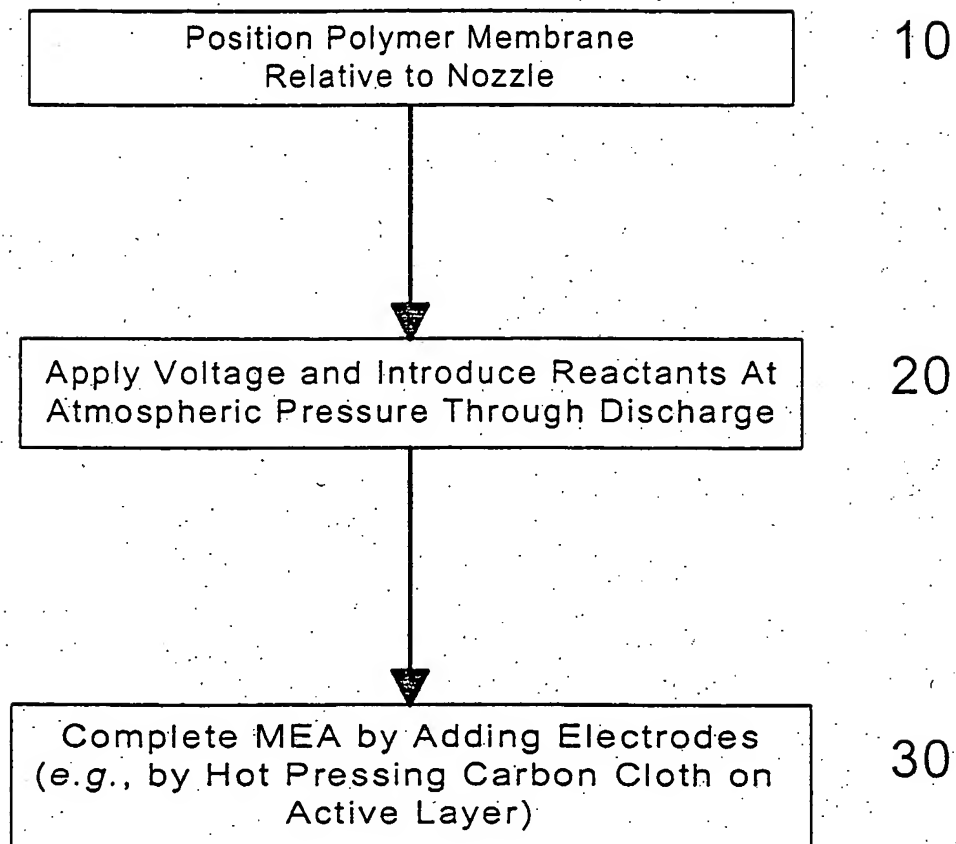 Position Polymer Membrane
Relative to Nozzle
10
Apply Voltage and Introduce Reactants At
Atmospheric Pressure Through Discharge
20
Complete MEA by Adding Electrodes
(e.g., by Hot Pressing Carbon Cloth on
Active Layer)
30